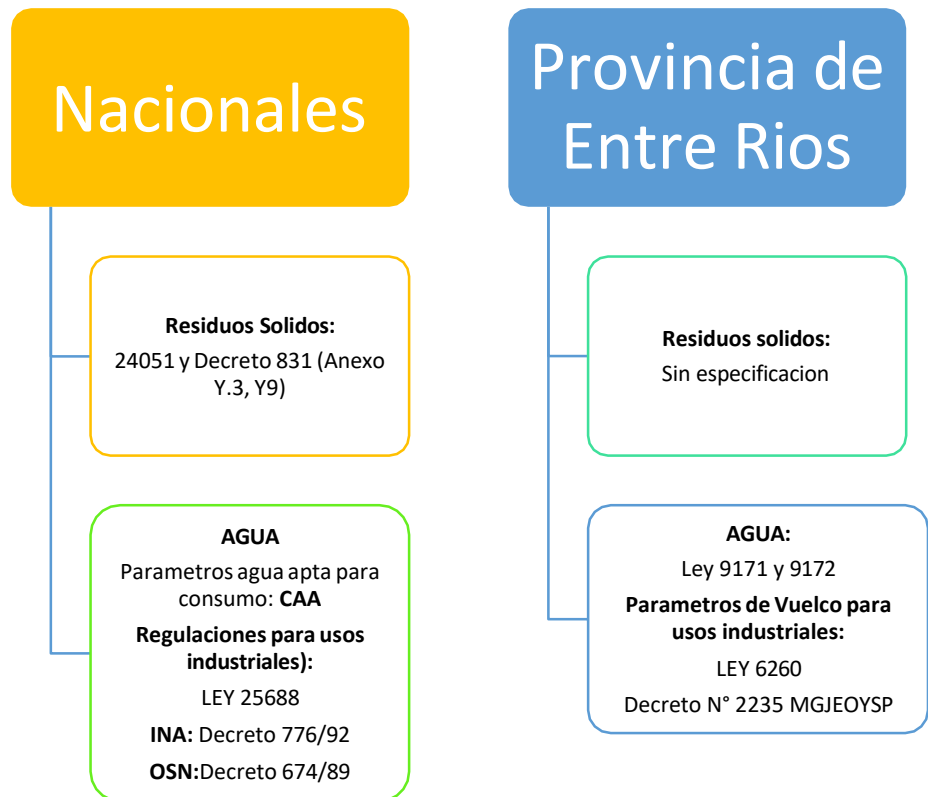 Nacionales
Residuos Solidos:
24051 y Decreto 831 (Anexo
Y.3, Y9)
AGUA
Parametros agua apta para
consumo: CAA
Regulaciones para usos
industriales):
LEY 25688
INA: Decreto 776/92
OSN:Decreto 674/89
Provincia de
Entre Rios
Residuos solidos:
Sin especificacion
AGUA:
Ley 9171 y 9172
Parametros de Vuelco para
usos industriales:
LEY 6260
Decreto N° 2235 MGJEOYSP